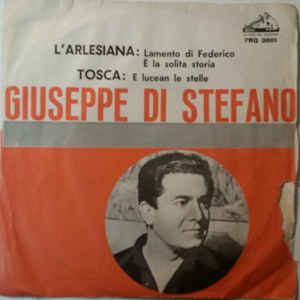 L'ARLESIANA: Lamento di Federico
È la solita storia
TOSCA: E lucean le stelle
GIUSEPPE DI STEFANO